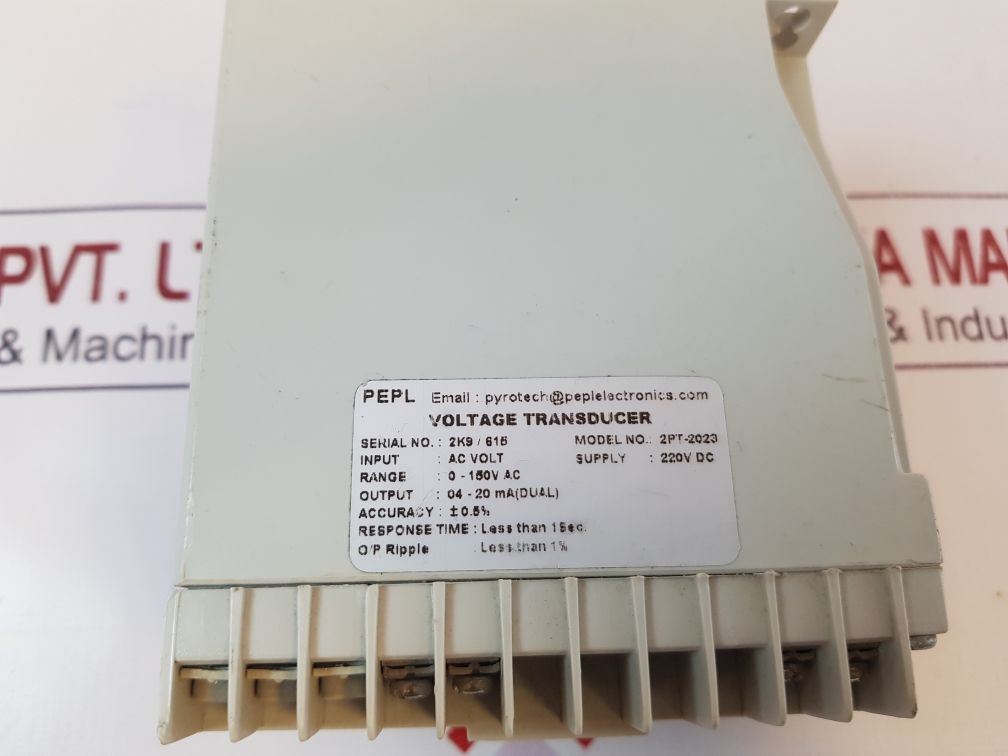 PVT. LT
& Machin
A MA
& Indu
PEPL Email : pyrotech@peplelectronics.com
VOLTAGE TRANSDUCER
SERIAL NO. : 2K9 / 615 MODEL NO.: 2PT-2023
INPUT : AC VOLT SUPPLY : 220V DC
RANGE : 0 - 150V AC
OUTPUT : 04 - 20 mA(DUAL)
ACCURACY : ± 0.5%
RESPONSE TIME : Less than 1Sec.
O/P Ripple : Less than 1%